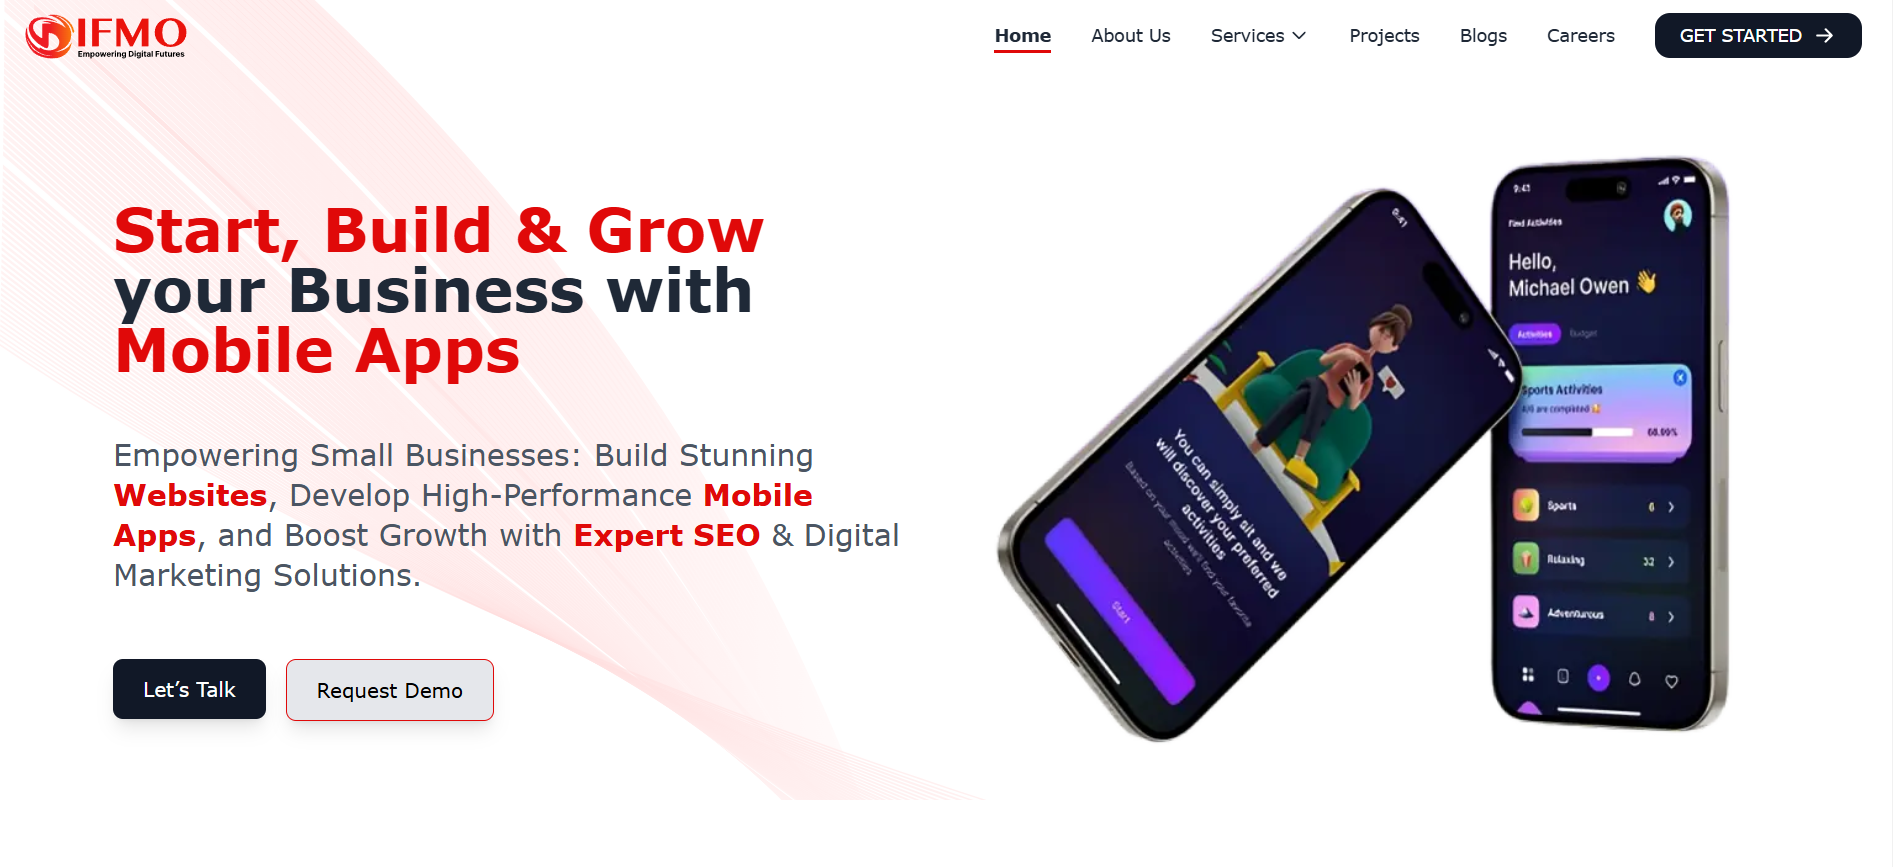 IFMO
Empowering Digital Futures
Home
About Us
Services
Projects
Blogs
Careers
GET STARTED
Start, Build & Grow
your Business with
Mobile Apps
Empowering Small Businesses: Build Stunning
Websites, Develop High-Performance Mobile
Apps, and Boost Growth with Expert SEO & Digital
Marketing Solutions.
Let’s Talk
Request Demo
9:41
You can simply sit and we
will discover your preferred
activities
Based on your mood we'll find your favorite
activities
Start
9:41
Find Activities
Hello,
Michael Owen 👋
Activities
Budget
Sports Activities
are completed
Sports
6
Relaxing
32
Adventurous
8